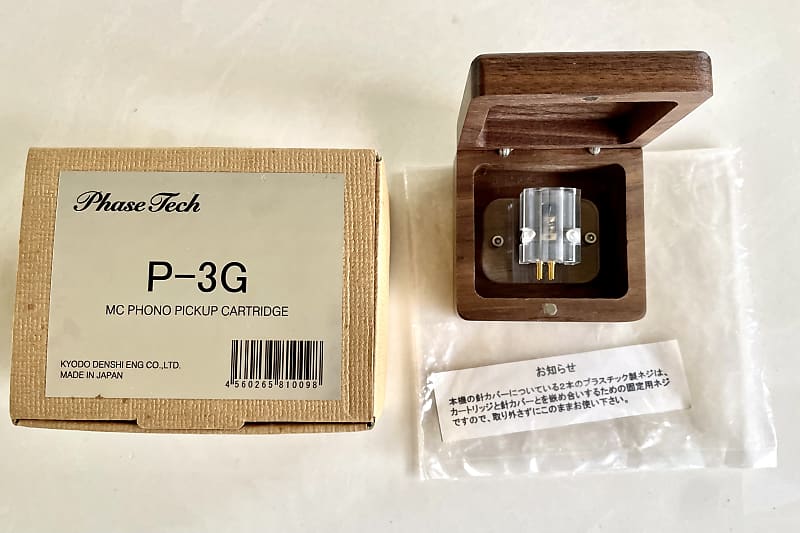 Phase Tech
P-3G
MC PHONO PICKUP CARTRIDGE
KYODO DENSHI ENG CO.,LTD.
MADE IN JAPAN
4 560265 810098
お知らせ
本機の針カバーについている2本のプラスチック製ネジは、
カートリッジと針カバーとを嵌め合いするための固定用ネジ
ですので、取り外さずにこのままお使い下さい。